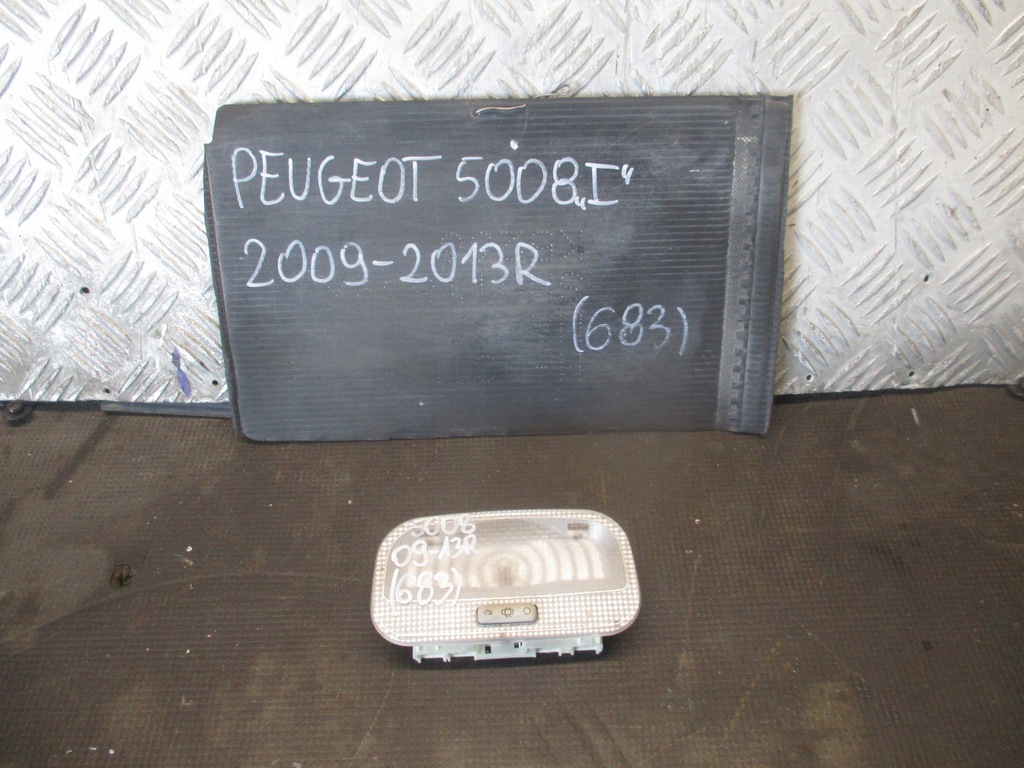 PEUGEOT 5008 „I“
2009-2013R
(683)
5008
09-13R
(683)